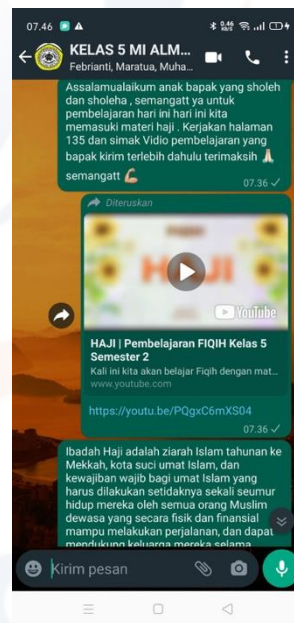 07.46
0,46
KB/S
KELAS 5 MI ALM...
Febrianti, Maratua, Muha...
Assalamualaikum anak bapak yang sholeh
dan sholeha , semangatt ya untuk
pembelajaran hari ini hari ini kita
memasuki materi haji . Kerjakan halaman
135 dan simak Vidio pembelajaran yang
bapak kirim terlebih dahulu terimaksih 🙏
semangatt 💪
07.36
Diteruskan
FIQIH
HAJI
YouTube
HAJI | Pembelajaran FIQIH Kelas 5
Semester 2
Kali ini kita akan belajar Fiqih dengan mat...
www.youtube.com
https://youtu.be/PQgxC6mXS04
07.36
Ibadah Haji adalah ziarah Islam tahunan ke
Mekkah, kota suci umat Islam, dan
kewajiban wajib bagi umat Islam yang
harus dilakukan setidaknya sekali seumur
hidup mereka oleh semua orang Muslim
dewasa yang secara fisik dan finansial
mampu melakukan perjalanan, dan dapat
mendukung keluarga mereka selama
Kirim pesan